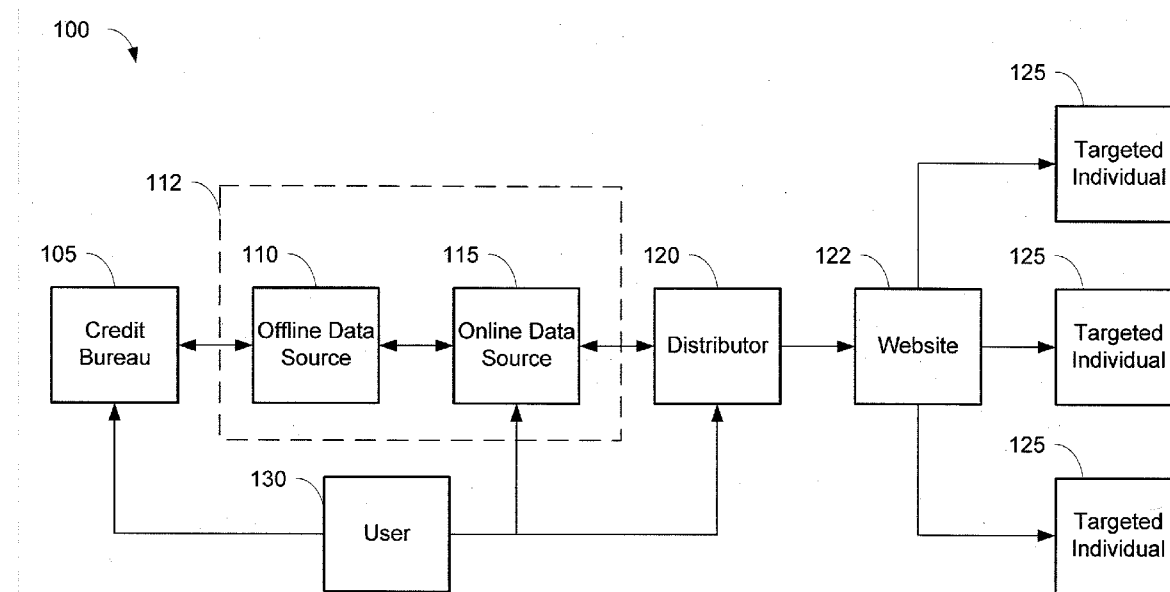 100
125
Targeted
Individual
112
105
110
115
120
122
125
Credit
Bureau
Offline Data
Source
Online Data
Source
Distributor
Website
Targeted
Individual
130
User
125
Targeted
Individual